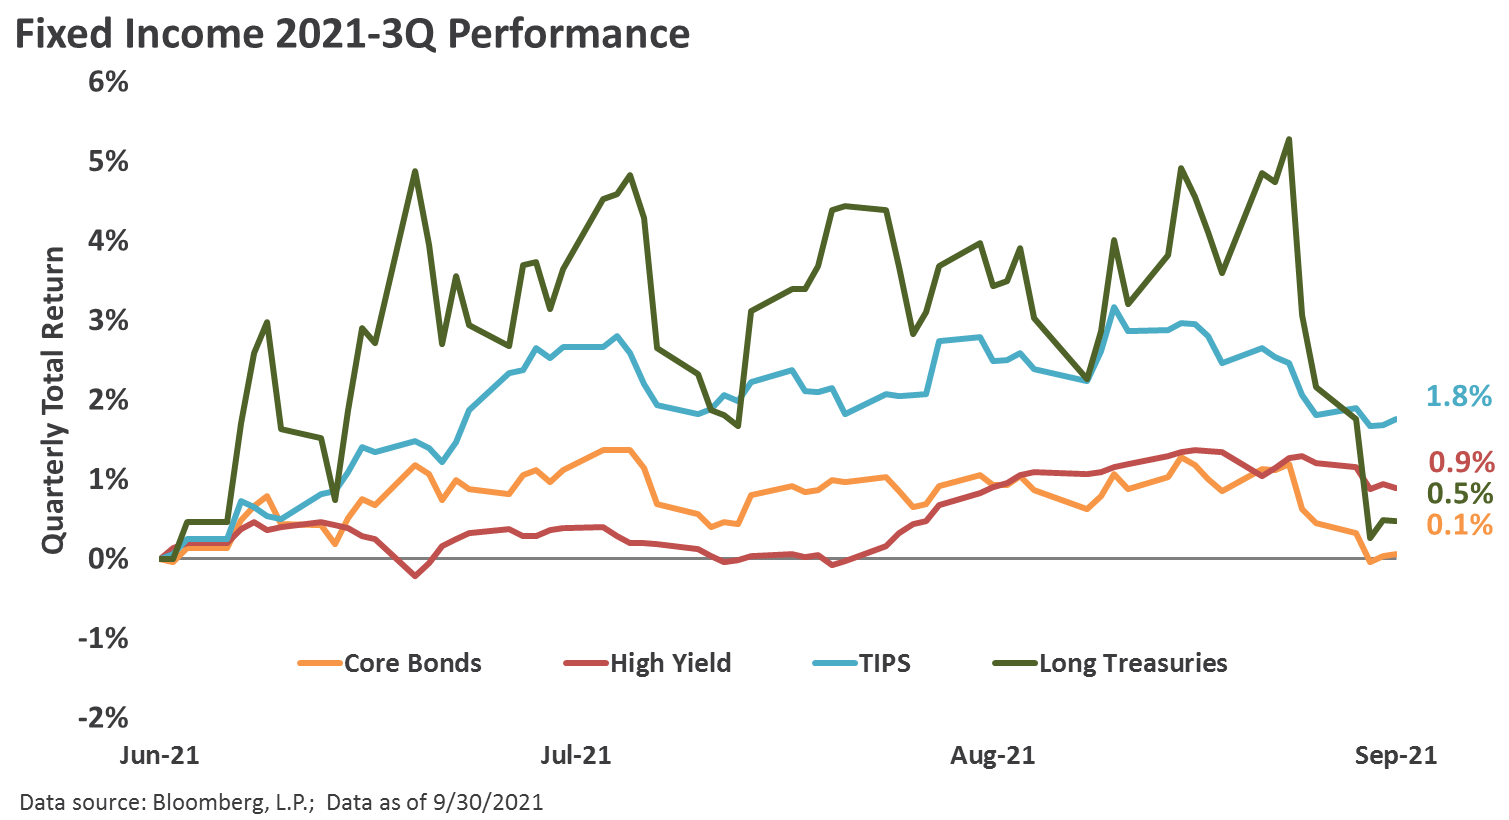 Fixed Income 2021-3Q Performance
6%
5%
4%
3%
2%
1%
0%
-1%
-2%
Quarterly Total Return
1.8%
0.9%
0.5%
0.1%
Core Bonds High Yield TIPS Long Treasuries
Jun-21 Jul-21 Aug-21 Sep-21
Data source: Bloomberg, L.P.; Data as of 9/30/2021